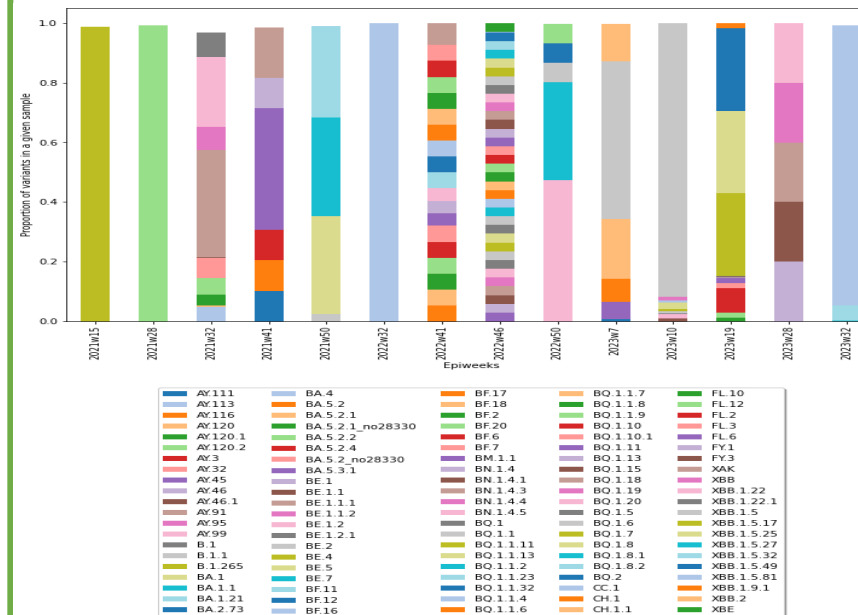 1.0
0.8
0.6
0.4
0.2
0.0
Proportion of variants in a given sample
2021w15 2021w28 2021w32 2021w41 2021w50 2022w32 2022w41 2022w46 2022w50 2023w7 2023w10 2023w19 2023w28 2023w32
Epiweeks
AY.111 BA.4 BF.17 BQ.1.1.7 FL.10
AY.113 BA.5.2 BF.18 BQ.1.1.8 FL.12
AY.116 BA.5.2.1 BF.2 BQ.1.1.9 FL.2
AY.120 BA.5.2.1_no28330 BF.20 BQ.1.10 FL.3
AY.120.1 BA.5.2.2 BF.6 BQ.1.10.1 FL.6
AY.120.2 BA.5.2.4 BF.7 BQ.1.11 FY.1
AY.3 BA.5.2_no28330 BM.1.1 BQ.1.13 FY.3
AY.32 BA.5.3.1 BN.1.4 BQ.1.15 XAK
AY.45 BE.1 BN.1.4.1 BQ.1.18 XBB
AY.46 BE.1.1 BN.1.4.3 BQ.1.19 XBB.1.22
AY.46.1 BE.1.1.1 BN.1.4.4 BQ.1.20 XBB.1.22.1
AY.91 BE.1.1.2 BN.1.4.5 BQ.1.5 XBB.1.5
AY.95 BE.1.2 BQ.1 BQ.1.6 XBB.1.5.17
AY.99 BE.1.2.1 BQ.1.1 BQ.1.7 XBB.1.5.25
B.1 BE.2 BQ.1.1.11 BQ.1.8 XBB.1.5.27
B.1.1 BE.4 BQ.1.1.13 BQ.1.8.1 XBB.1.5.32
B.1.265 BE.5 BQ.1.1.2 BQ.1.8.2 XBB.1.5.49
BA.1 BE.7 BQ.1.1.23 BQ.2 XBB.1.5.81
BA.1.1 BF.11 BQ.1.1.32 CC.1 XBB.1.9.1
BA.1.21 BF.12 BQ.1.1.4 CH.1 XBB.2
BA.2.73 BF.16 BQ.1.1.6 CH.1.1 XBE